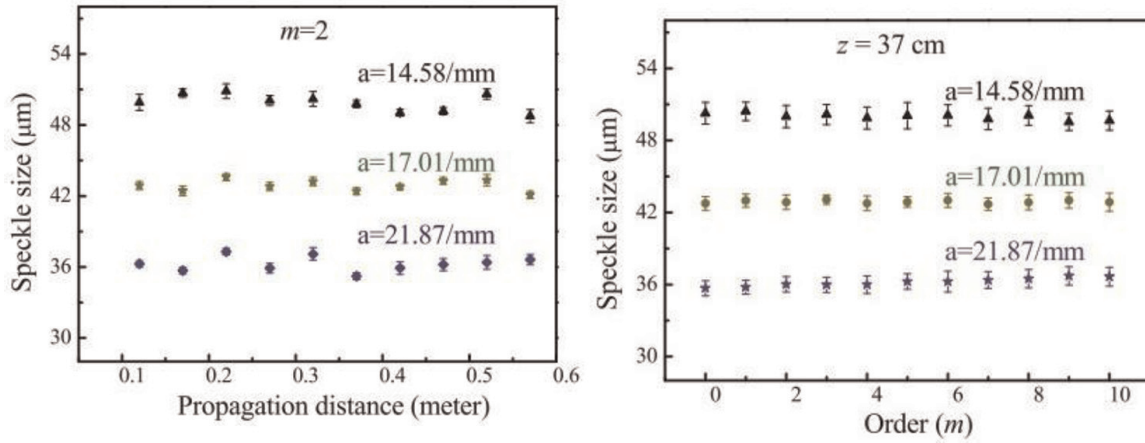 m=2
a=14.58/mm
a=17.01/mm
a=21.87/mm
54
48
42
36
30
Speckle size (μm)
0.1 0.2 0.3 0.4 0.5 0.6
Propagation distance (meter)
z = 37 cm
a=14.58/mm
a=17.01/mm
a=21.87/mm
54
48
42
36
30
Speckle size (μm)
0 2 4 6 8 10
Order (m)